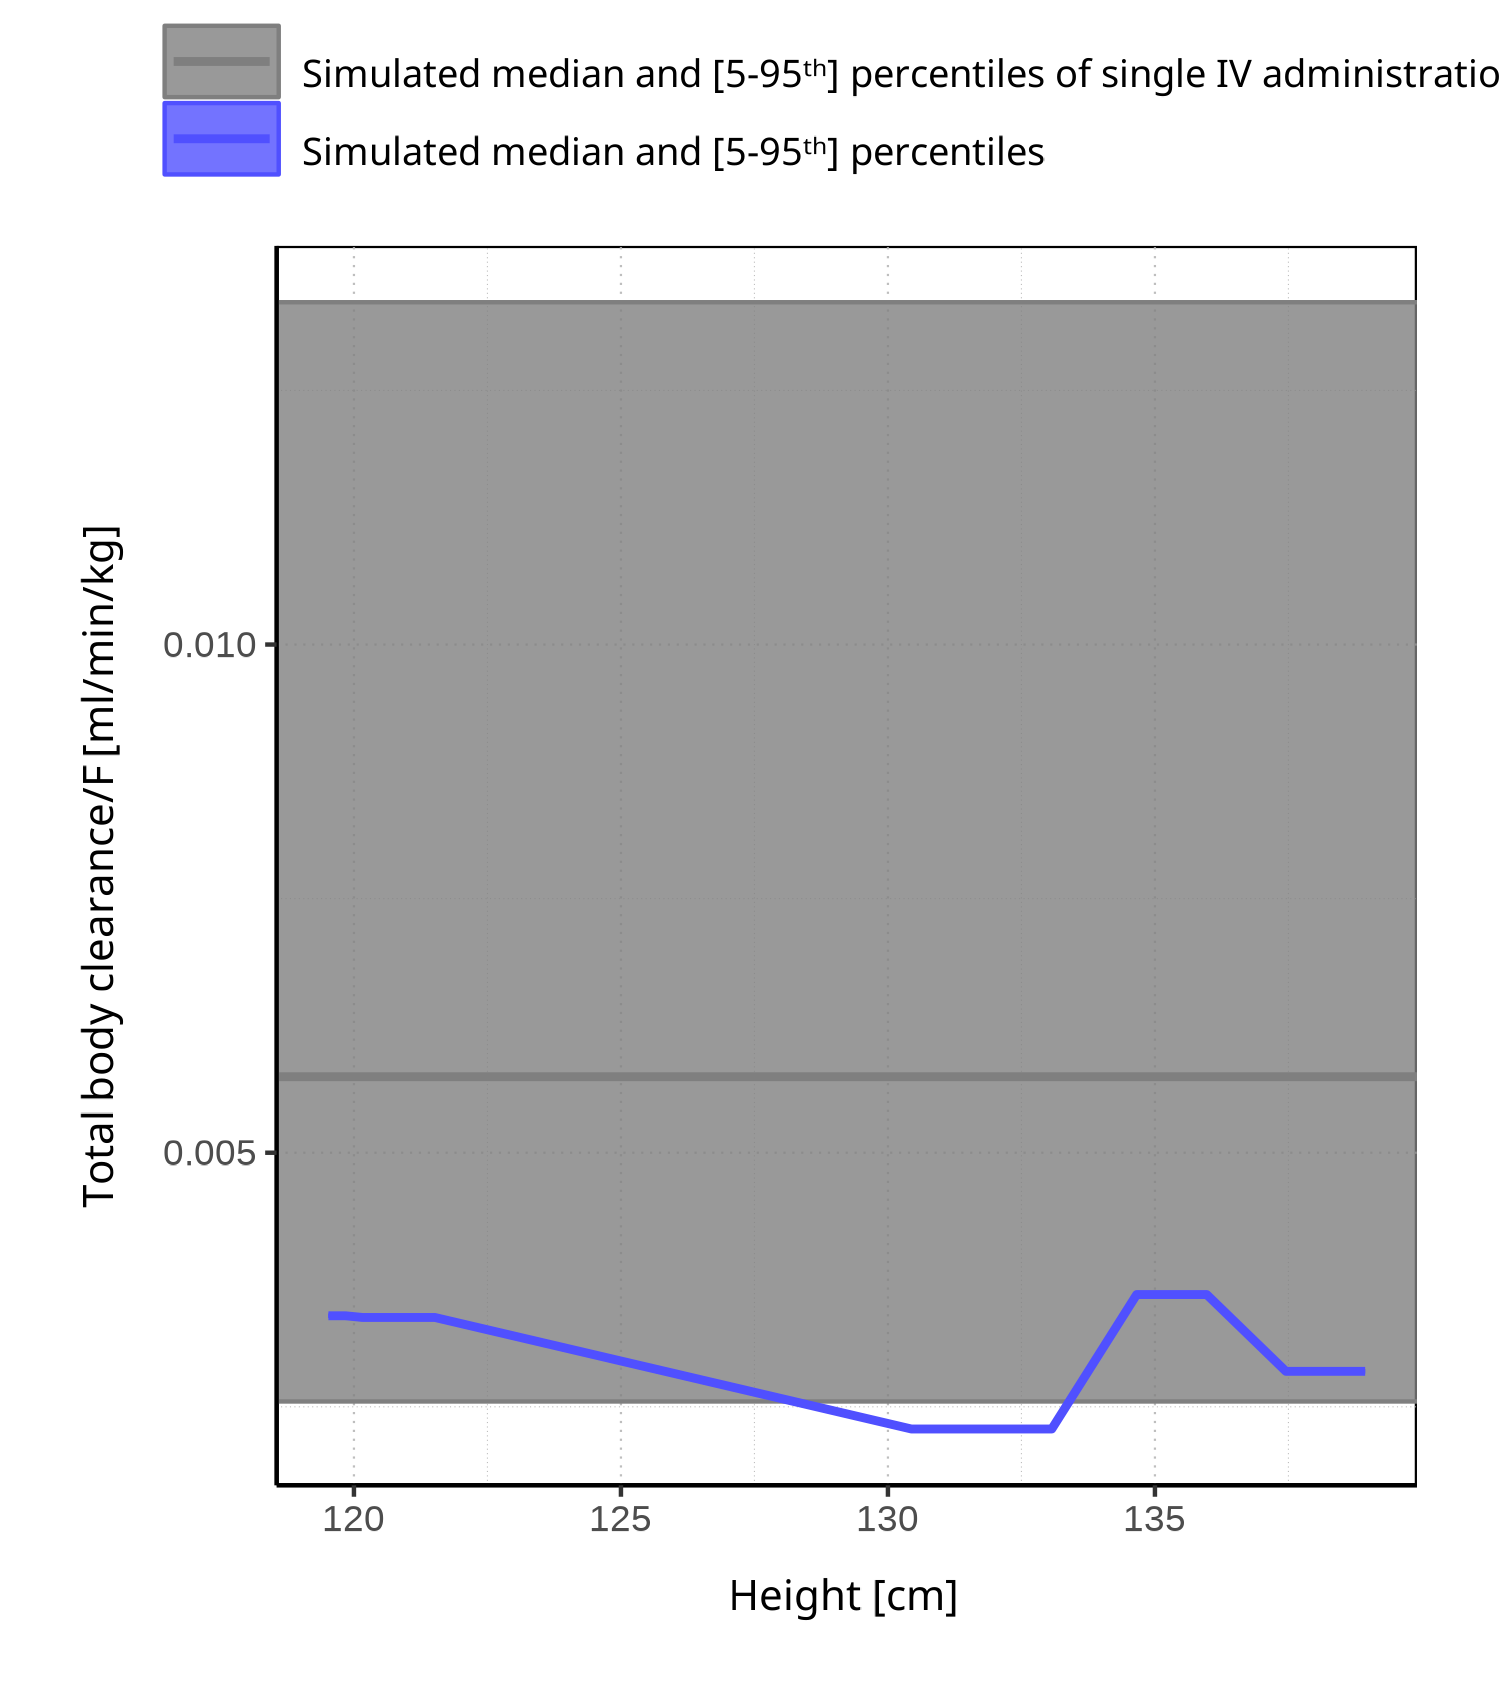 Simulated median and [5-95ᵗʰ] percentiles of single IV administratio
Simulated median and [5-95ᵗʰ] percentiles
Total body clearance/F [ml/min/kg]
0.010
0.005
120 125 130 135
Height [cm]